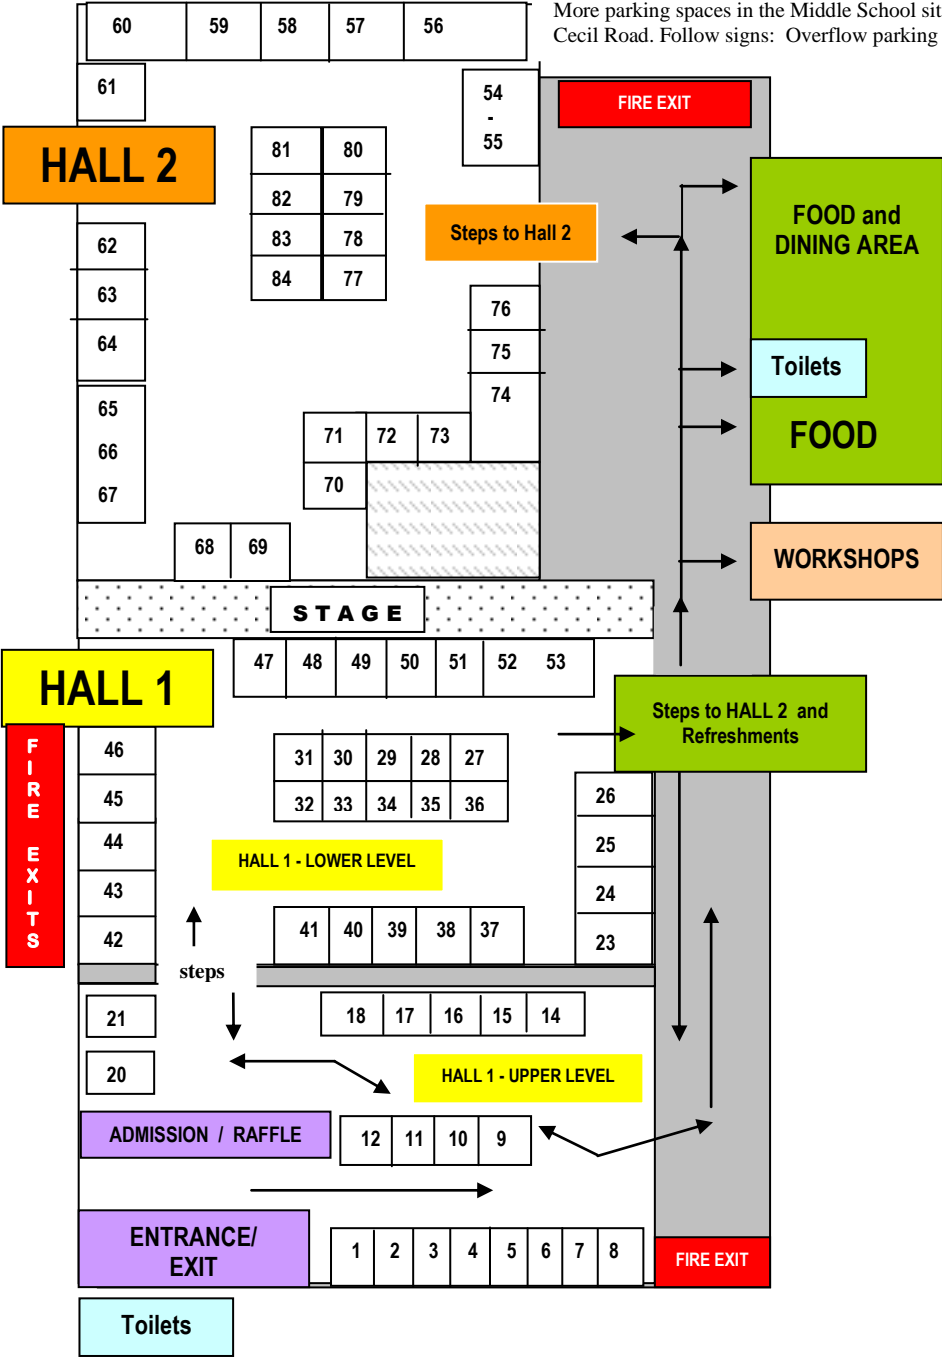 More parking spaces in the Middle School sit
Cecil Road. Follow signs: Overflow parking
60 59 58 57 56
61
54
-
55
FIRE EXIT
HALL 2
81 80
82 79
83 78
84 77
Steps to Hall 2
FOOD and
DINING AREA
62
63
64
76
75
74
Toilets
FOOD
65
66
67
71 72 73
70
68 69
WORKSHOPS
STAGE
47 48 49 50 51 52 53
HALL 1
Steps to HALL 2 and
Refreshments
FIRE EXITS
46
45
44
43
42
31 30 29 28 27
32 33 34 35 36
26
25
24
23
HALL 1 - LOWER LEVEL
41 40 39 38 37
steps
21
20
18 17 16 15 14
HALL 1 - UPPER LEVEL
ADMISSION / RAFFLE
12 11 10 9
ENTRANCE/
EXIT
1 2 3 4 5 6 7 8
FIRE EXIT
Toilets